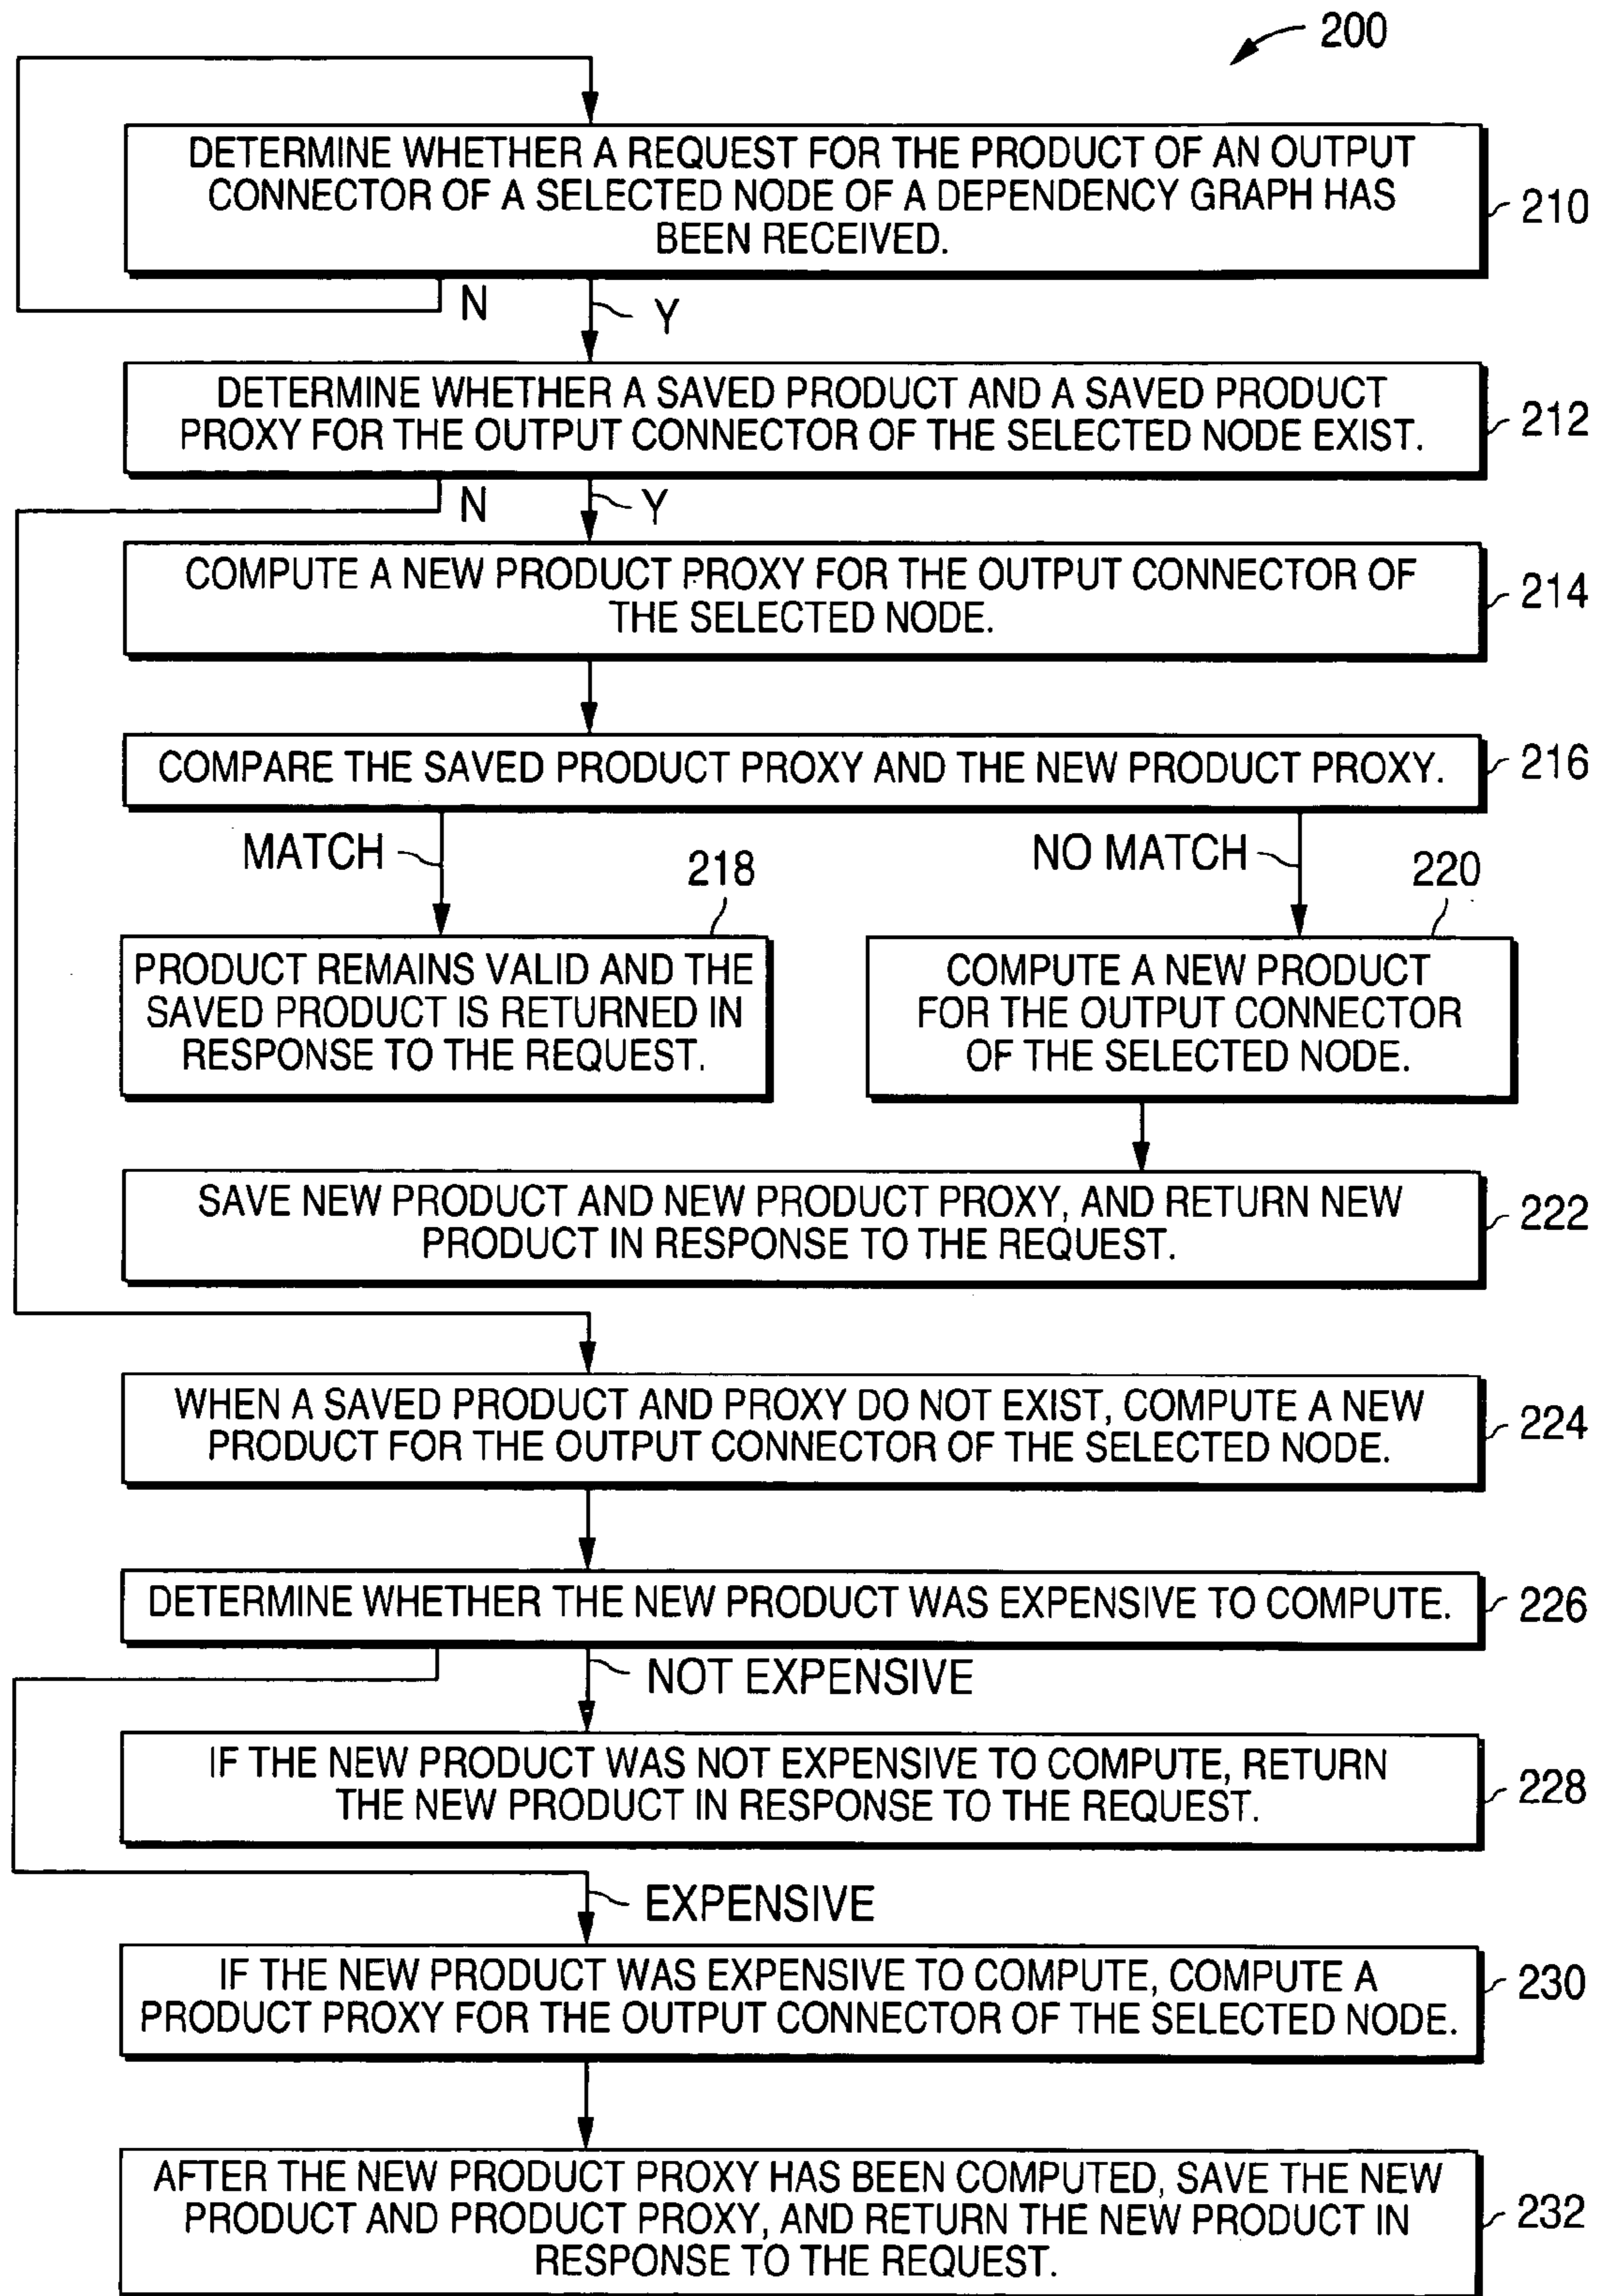 200
DETERMINE WHETHER A REQUEST FOR THE PRODUCT OF AN OUTPUT
CONNECTOR OF A SELECTED NODE OF A DEPENDENCY GRAPH HAS
BEEN RECEIVED.
210
N
Y
DETERMINE WHETHER A SAVED PRODUCT AND A SAVED PRODUCT
PROXY FOR THE OUTPUT CONNECTOR OF THE SELECTED NODE EXIST.
212
N
Y
COMPUTE A NEW PRODUCT PROXY FOR THE OUTPUT CONNECTOR OF
THE SELECTED NODE.
214
COMPARE THE SAVED PRODUCT PROXY AND THE NEW PRODUCT PROXY.
216
MATCH
NO MATCH
218
220
PRODUCT REMAINS VALID AND THE
SAVED PRODUCT IS RETURNED IN
RESPONSE TO THE REQUEST.
COMPUTE A NEW PRODUCT
FOR THE OUTPUT CONNECTOR
OF THE SELECTED NODE.
SAVE NEW PRODUCT AND NEW PRODUCT PROXY, AND RETURN NEW
PRODUCT IN RESPONSE TO THE REQUEST.
222
WHEN A SAVED PRODUCT AND PROXY DO NOT EXIST, COMPUTE A NEW
PRODUCT FOR THE OUTPUT CONNECTOR OF THE SELECTED NODE.
224
DETERMINE WHETHER THE NEW PRODUCT WAS EXPENSIVE TO COMPUTE.
226
NOT EXPENSIVE
IF THE NEW PRODUCT WAS NOT EXPENSIVE TO COMPUTE, RETURN
THE NEW PRODUCT IN RESPONSE TO THE REQUEST.
228
EXPENSIVE
IF THE NEW PRODUCT WAS EXPENSIVE TO COMPUTE, COMPUTE A
PRODUCT PROXY FOR THE OUTPUT CONNECTOR OF THE SELECTED NODE.
230
AFTER THE NEW PRODUCT PROXY HAS BEEN COMPUTED, SAVE THE NEW
PRODUCT AND PRODUCT PROXY, AND RETURN THE NEW PRODUCT IN
RESPONSE TO THE REQUEST.
232